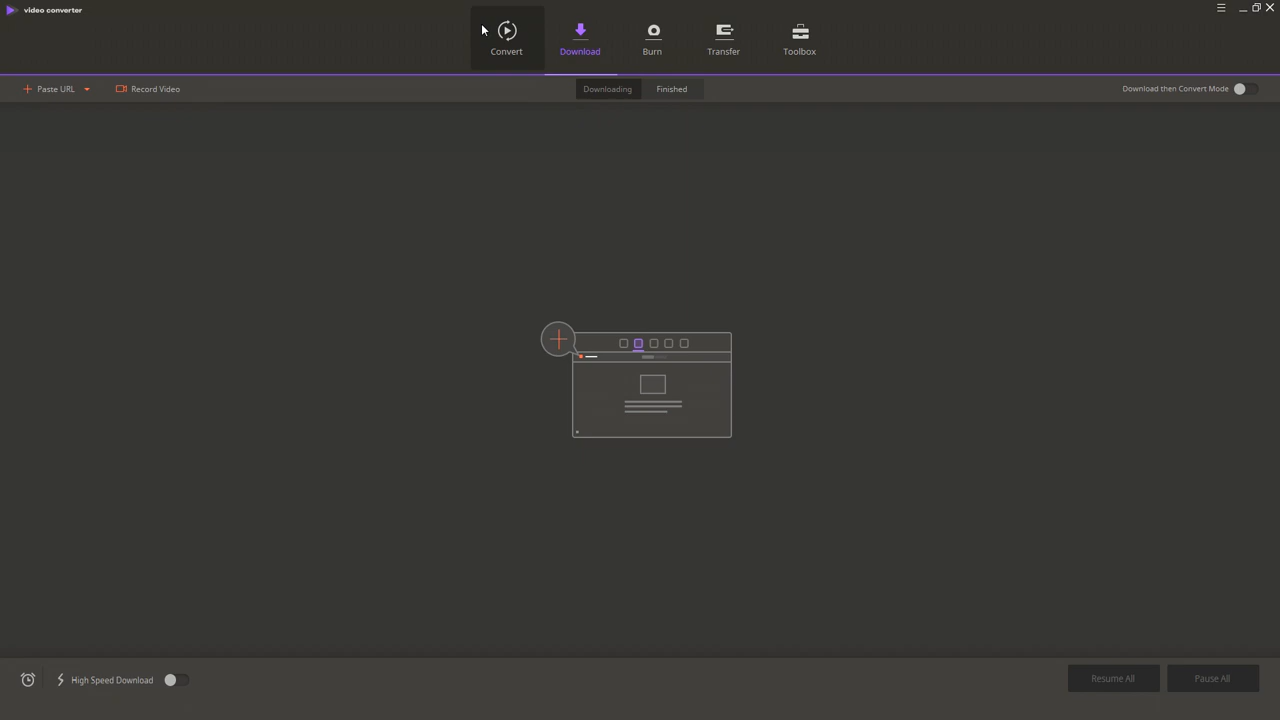 video converter
Convert
Download
Burn
Transfer
Toolbox
Paste URL
Record Video
Downloading
Finished
Download then Convert Mode
High Speed Download
Resume All
Pause All